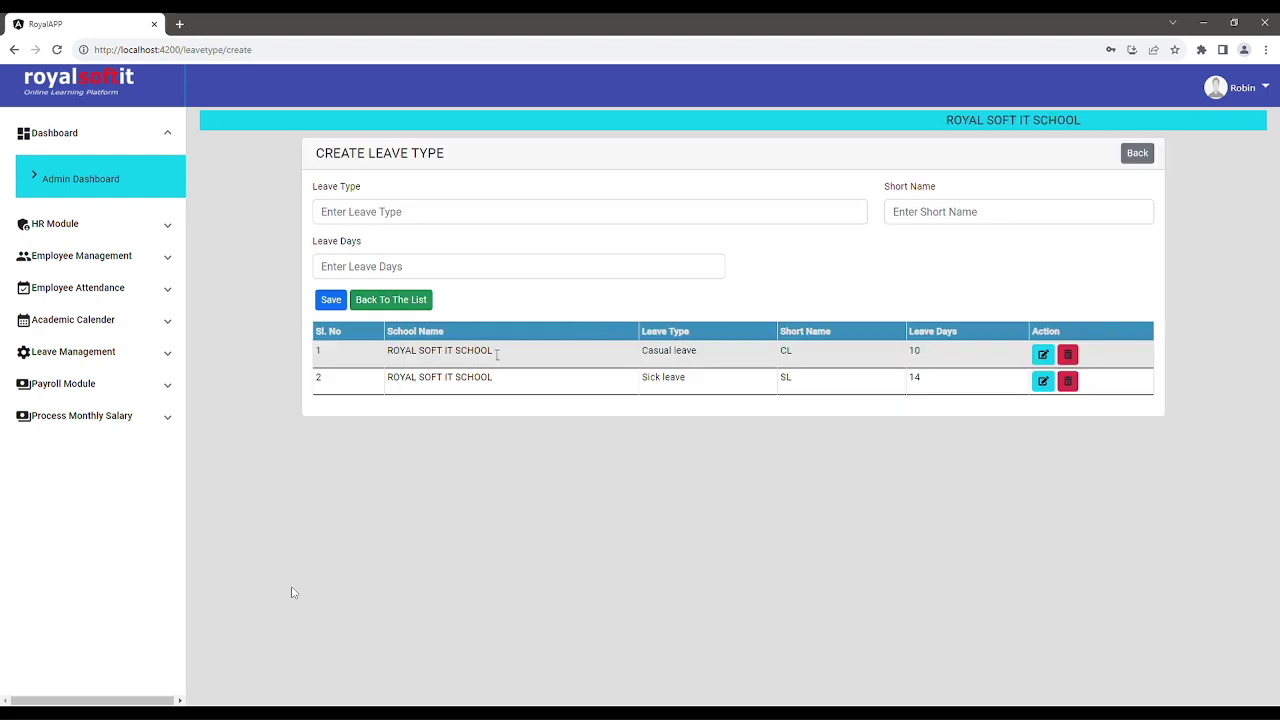 RoyalAPP
http://localhost:4200/leavetype/create
royalsoftit
Online Learning Platform
Robin
ROYAL SOFT IT SCHOOL
Dashboard
Admin Dashboard
HR Module
Employee Management
Employee Attendance
Academic Calender
Leave Management
Payroll Module
Process Monthly Salary
CREATE LEAVE TYPE Back
Leave Type Short Name
Enter Leave Type Enter Short Name
Leave Days
Enter Leave Days
Save Back To The List
Sl. No School Name Leave Type Short Name Leave Days Action
1 ROYAL SOFT IT SCHOOL Casual leave CL 10
2 ROYAL SOFT IT SCHOOL Sick leave SL 14